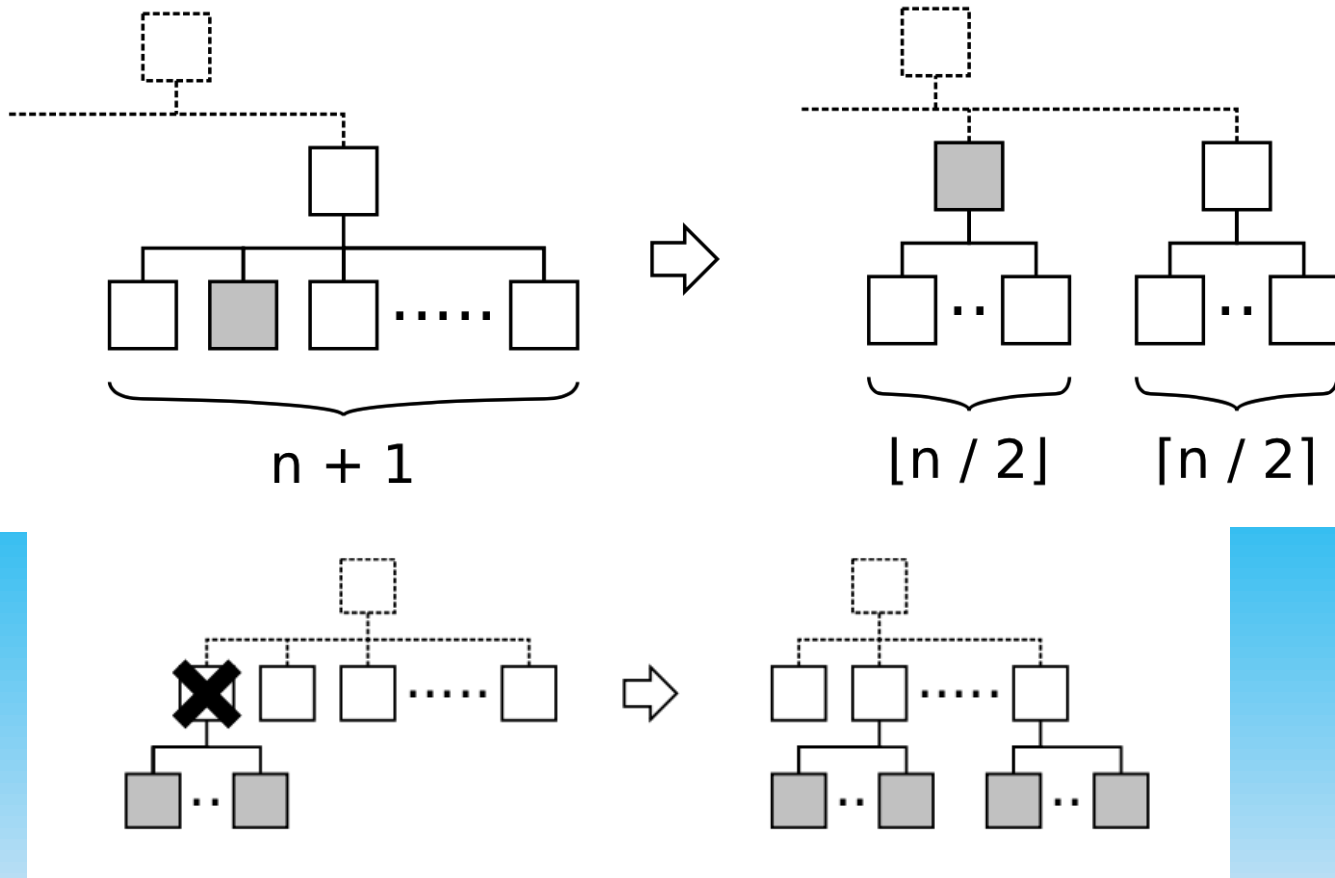 n + 1
⌊n / 2⌋
⌈n / 2⌉